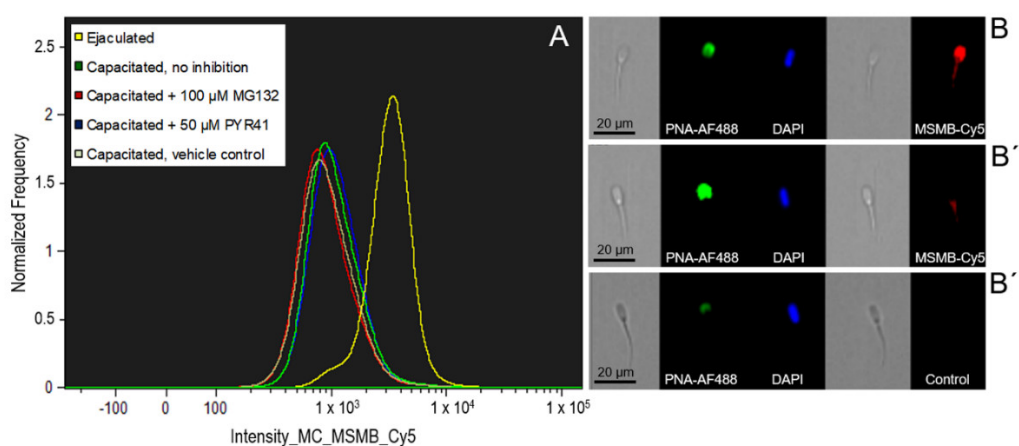 A
Ejaculated
Capacitated, no inhibition
Capacitated + 100 µM MG132
Capacitated + 50 µM PYR41
Capacitated, vehicle control
Normalized Frequency
2.5
2
1.5
1
0.5
0
-100 0 100 1 x 10³ 1 x 10⁴ 1 x 10⁵
Intensity_MC_MSMB_Cy5
B
20 µm PNA-AF488 DAPI MSMB-Cy5
B´
20 µm PNA-AF488 DAPI MSMB-Cy5
B´
20 µm PNA-AF488 DAPI Control